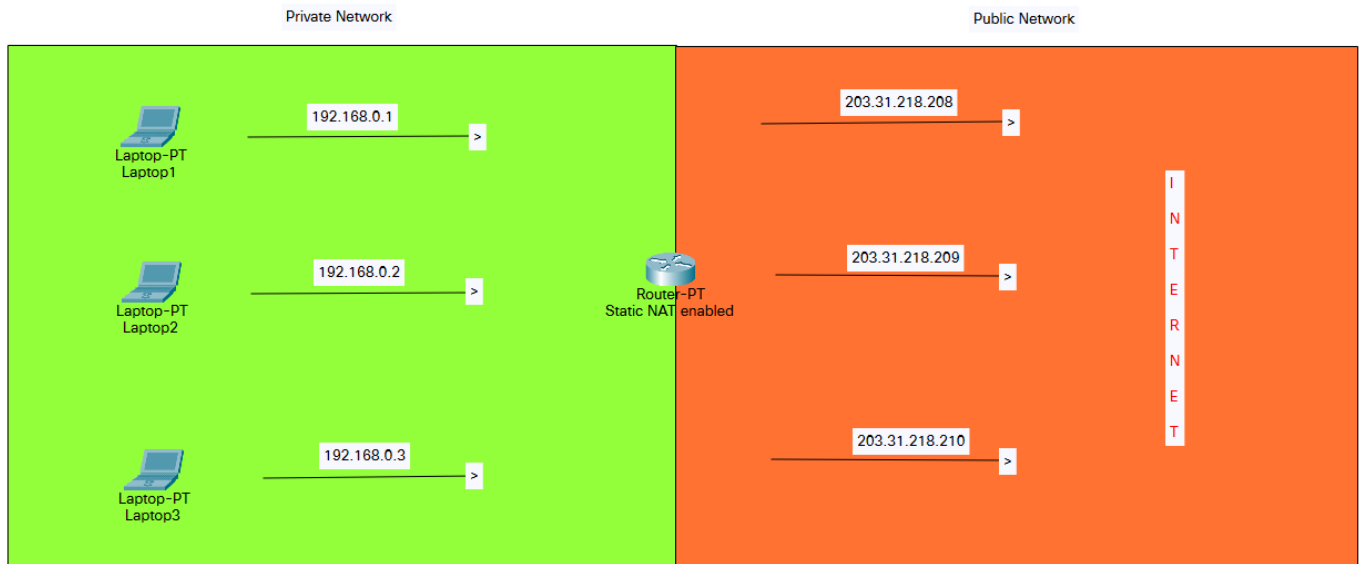 Private Network
Public Network
192.168.0.1
>
Laptop-PT
Laptop1
203.31.218.208
>
192.168.0.2
>
Laptop-PT
Laptop2
Router-PT
Static NAT enabled
203.31.218.209
>
192.168.0.3
>
Laptop-PT
Laptop3
203.31.218.210
>
I
N
T
E
R
N
E
T